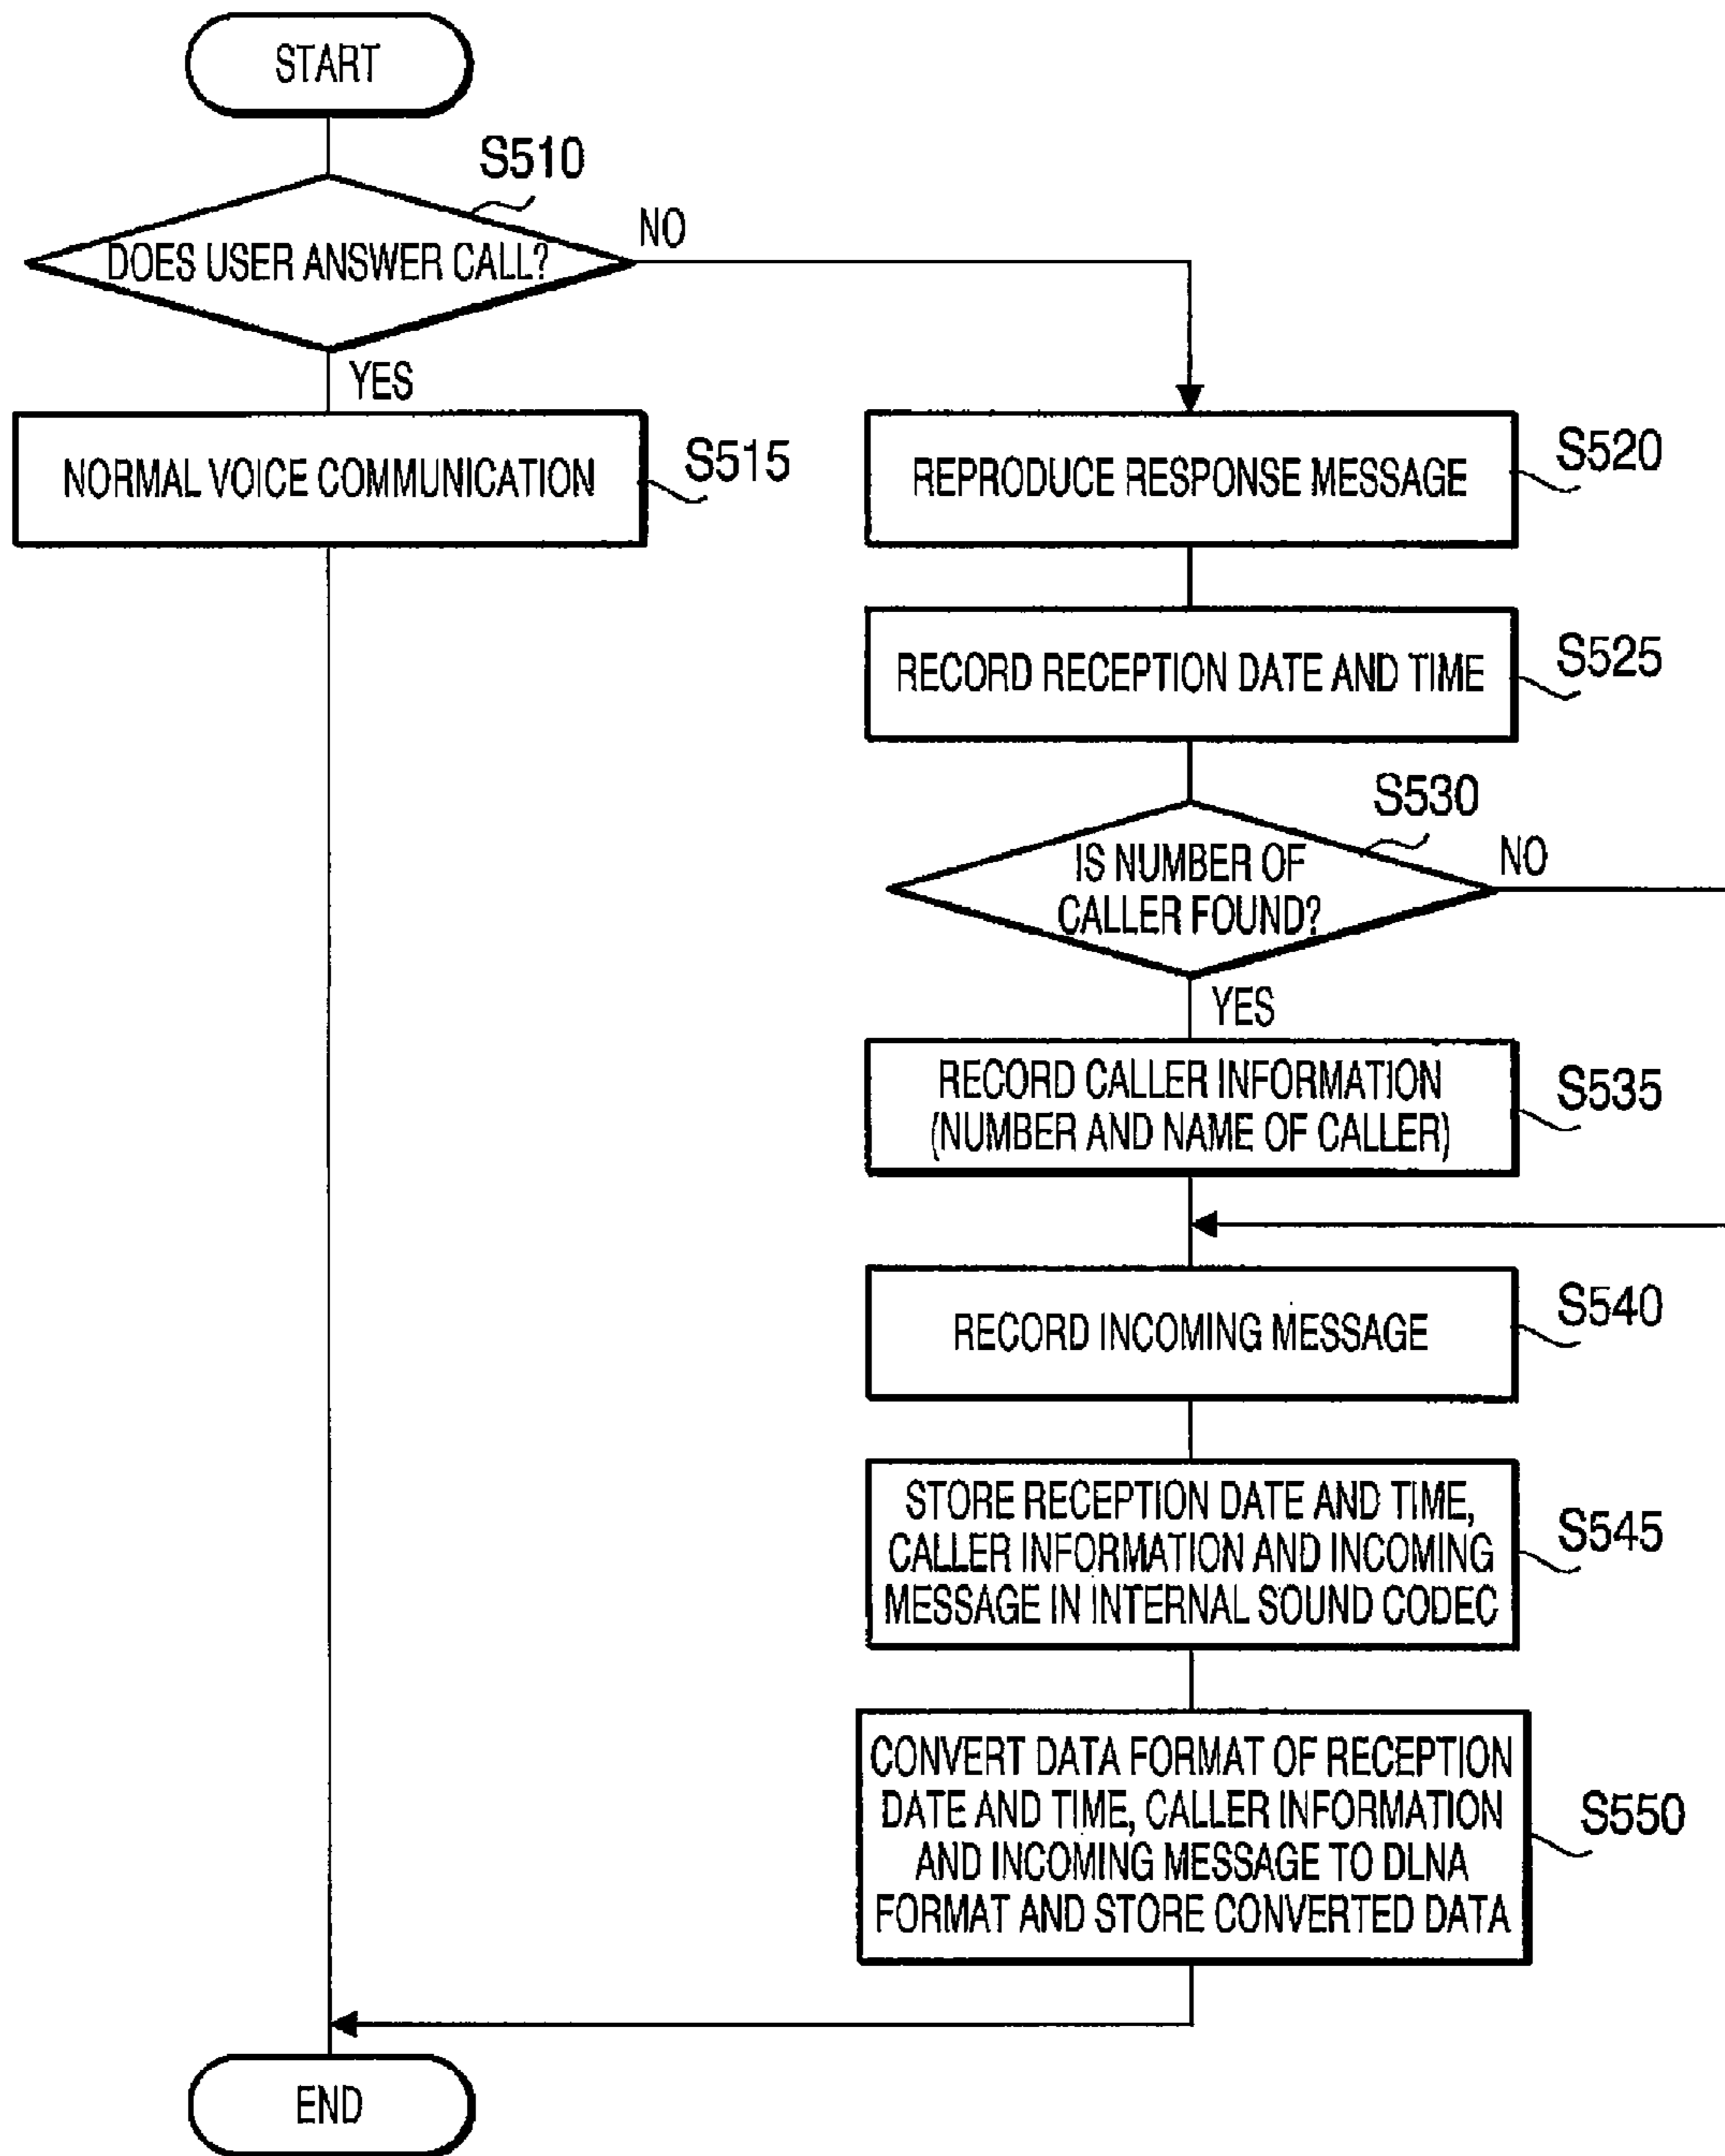 START
S510
DOES USER ANSWER CALL?
NO
YES
NORMAL VOICE COMMUNICATION
S515
REPRODUCE RESPONSE MESSAGE
S520
RECORD RECEPTION DATE AND TIME
S525
S530
IS NUMBER OF
CALLER FOUND?
NO
YES
RECORD CALLER INFORMATION
(NUMBER AND NAME OF CALLER)
S535
RECORD INCOMING MESSAGE
S540
STORE RECEPTION DATE AND TIME,
CALLER INFORMATION AND INCOMING
MESSAGE IN INTERNAL SOUND CODEC
S545
CONVERT DATA FORMAT OF RECEPTION
DATE AND TIME, CALLER INFORMATION
AND INCOMING MESSAGE TO DLNA
FORMAT AND STORE CONVERTED DATA
S550
END